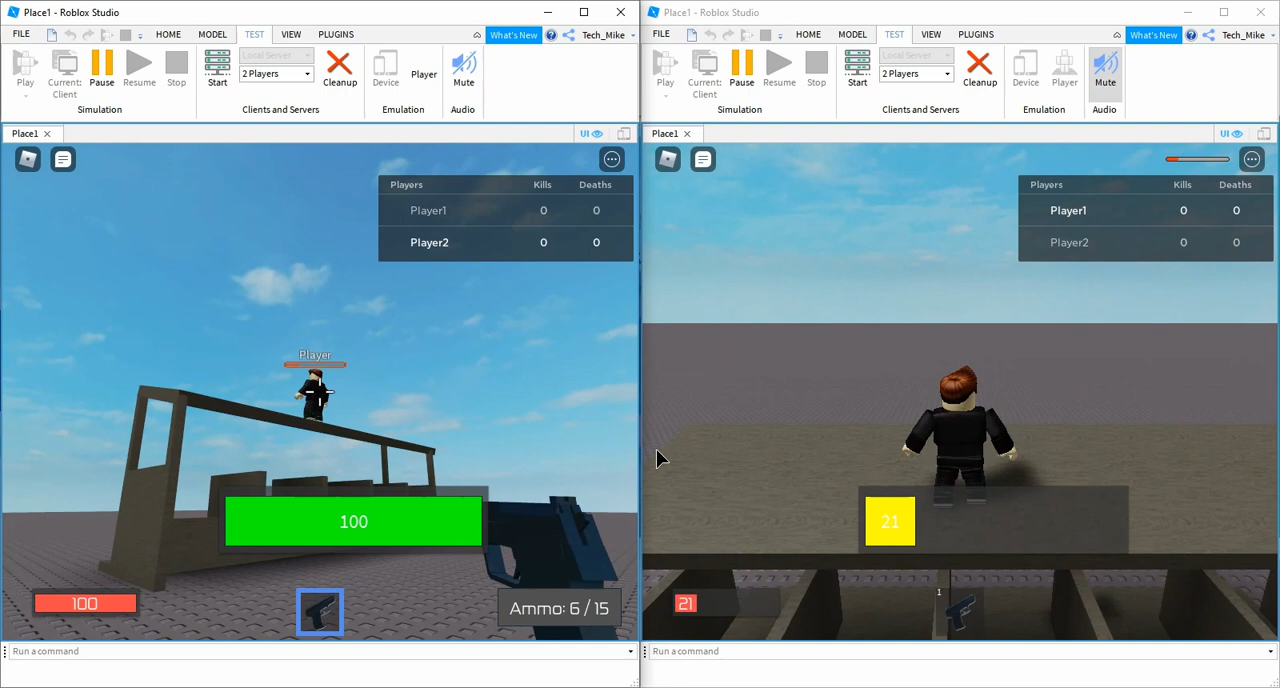 Place1 - Roblox Studio
FILE HOME MODEL TEST VIEW PLUGINS What's New Tech_Mike
Play Current: Client Pause Resume Stop Start Local Server 2 Players Cleanup Device Player Mute
Simulation Clients and Servers Emulation Audio
Place1 UI
Players Kills Deaths
Player1 0 0
Player2 0 0
Player
100
100
Ammo: 6 / 15
Run a command
Place1 - Roblox Studio
FILE HOME MODEL TEST VIEW PLUGINS What's New Tech_Mike
Play Current: Client Pause Resume Stop Start Local Server 2 Players Cleanup Device Player Mute
Simulation Clients and Servers Emulation Audio
Place1 UI
Players Kills Deaths
Player1 0 0
Player2 0 0
21
1
21
Run a command